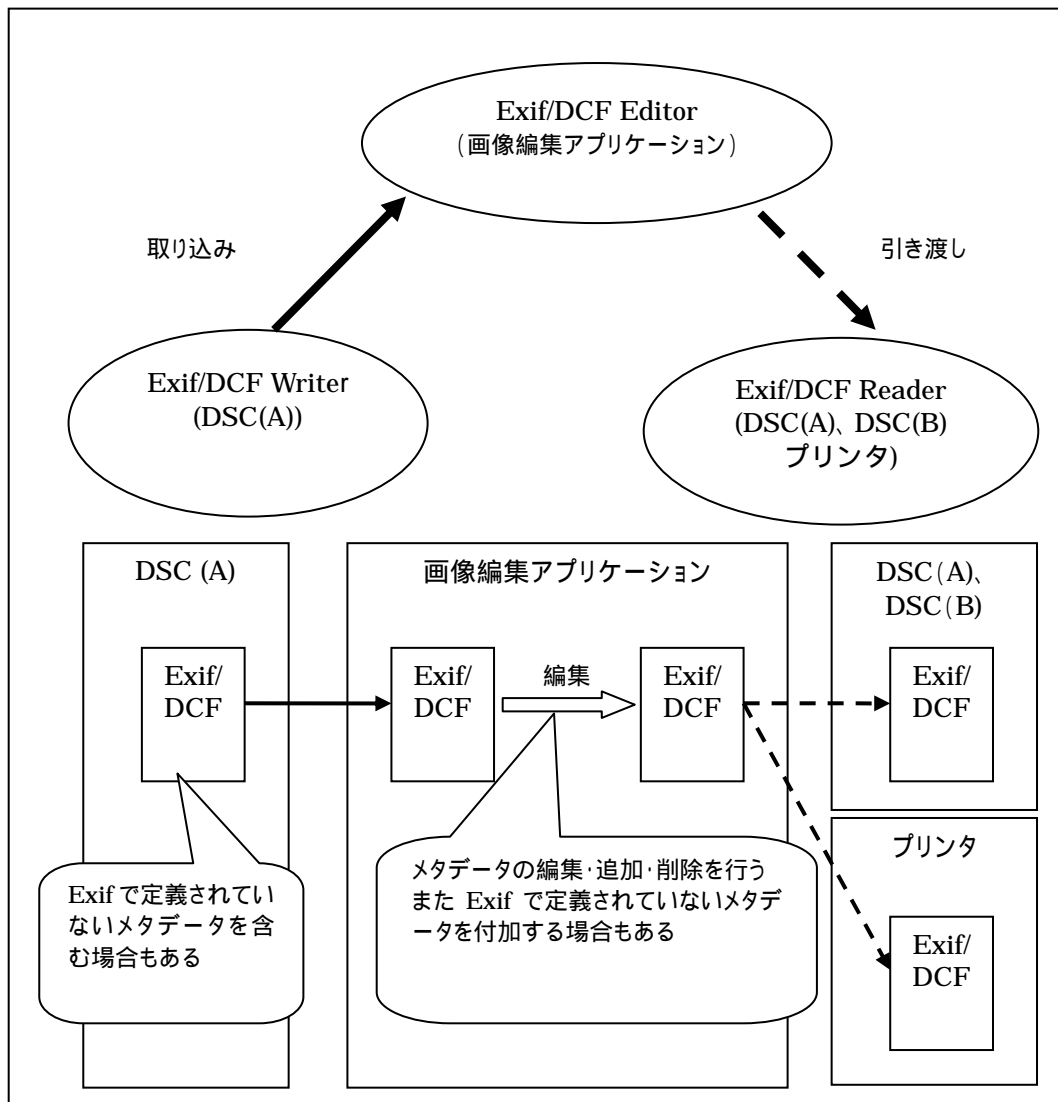 Exif/DCF Editor
(画像編集アプリケーション)
取り込み
引き渡し
Exif/DCF Writer
(DSC(A))
Exif/DCF Reader
(DSC(A)、DSC(B)
プリンタ)
DSC (A)
画像編集アプリケーション
DSC(A)、
DSC(B)
Exif/
DCF
Exif/
DCF
編集
Exif/
DCF
Exif/
DCF
Exif で定義されてい
ないメタデータを含
む場合もある
メタデータの編集・追加・削除を行う
また Exif で定義されていないメタデ
ータを付加する場合もある
プリンタ
Exif/
DCF